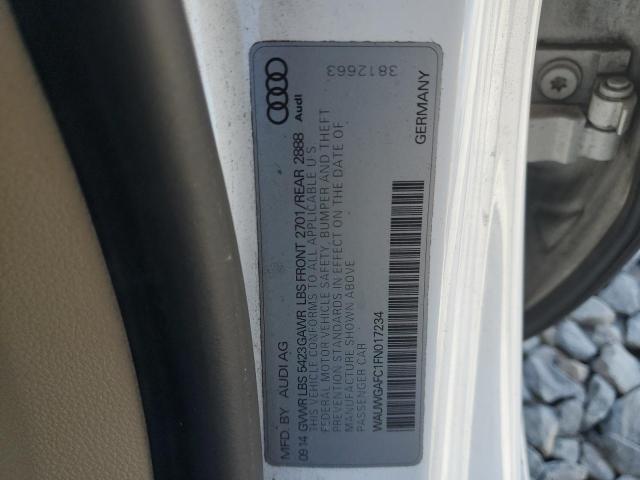 Audi
3812663
MFD. BY AUDI AG
09 14 GVWR LBS 5423 GAWR LBS FRONT 2701/REAR 2888
THIS VEHICLE CONFORMS TO ALL APPLICABLE U S
FEDERAL MOTOR VEHICLE SAFETY, BUMPER AND THEFT
PREVENTION STANDARDS IN EFFECT ON THE DATE OF
MANUFACTURE SHOWN ABOVE
PASSENGER CAR
WAUWGAFC1FN017234
GERMANY